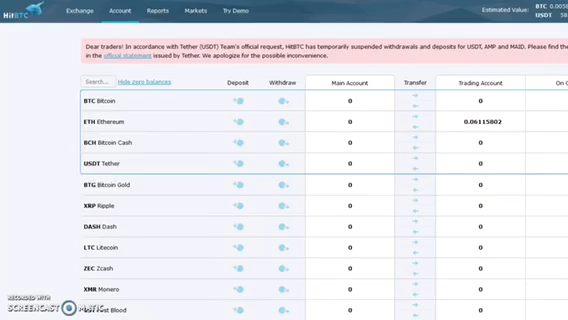 HitBTC Exchange Account Reports Markets Try Demo Estimated Value: BTC 0.005
USDT 58
Dear traders! In accordance with Tether (USDT) Team's official request, HitBTC has temporarily suspended withdrawals and deposits for USDT, AMP and MAID. Please find the
in the official statement issued by Tether. We apologize for the possible inconvenience.
Search... Hide zero balances Deposit Withdraw Main Account Transfer Trading Account On
BTC Bitcoin 0 0
ETH Ethereum 0 0.06115802
BCH Bitcoin Cash 0 0
USDT Tether 0 0
BTG Bitcoin Gold 0 0
XRP Ripple 0 0
DASH Dash 0 0
LTC Litecoin 0 0
ZEC Zcash 0 0
XMR Monero 0 0
Blood 0 0
RECORDED WITH
SCREENCAST MATIC